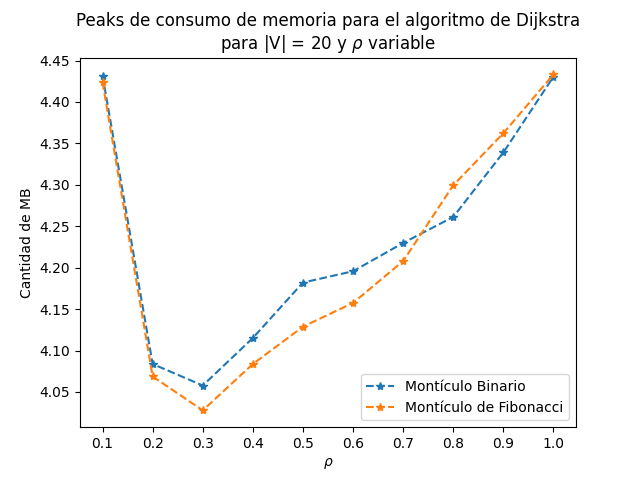 Peaks de consumo de memoria para el algoritmo de Dijkstra
para |V| = 20 y ρ variable
Cantidad de MB
4.45
4.40
4.35
4.30
4.25
4.20
4.15
4.10
4.05
Montículo Binario
Montículo de Fibonacci
0.1 0.2 0.3 0.4 0.5 0.6 0.7 0.8 0.9 1.0
ρ